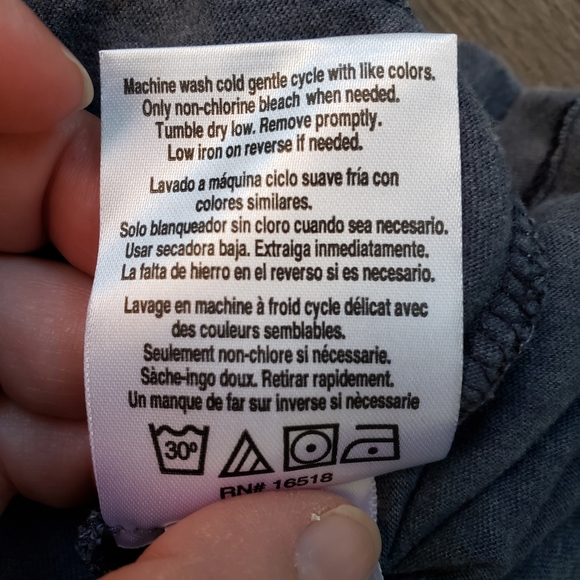 Machine wash cold gentle cycle with like colors.
Only non-chlorine bleach when needed.
Tumble dry low. Remove promptly.
Low iron on reverse if needed.
Lavado a máquina ciclo suave fría con
colores similares.
Solo blanqueador sin cloro cuando sea necesario.
Usar secadora baja. Extraiga inmediatamente.
La falta de hierro en el reverso si es necesario.
Lavage en machine à froid cycle délicat avec
des couleurs semblables.
Seulement non-chlore si nécessarie.
Sâche-ingo doux. Retirar rapidement.
Un manque de far sur inverse si nècessarie
30º
RN# 16518